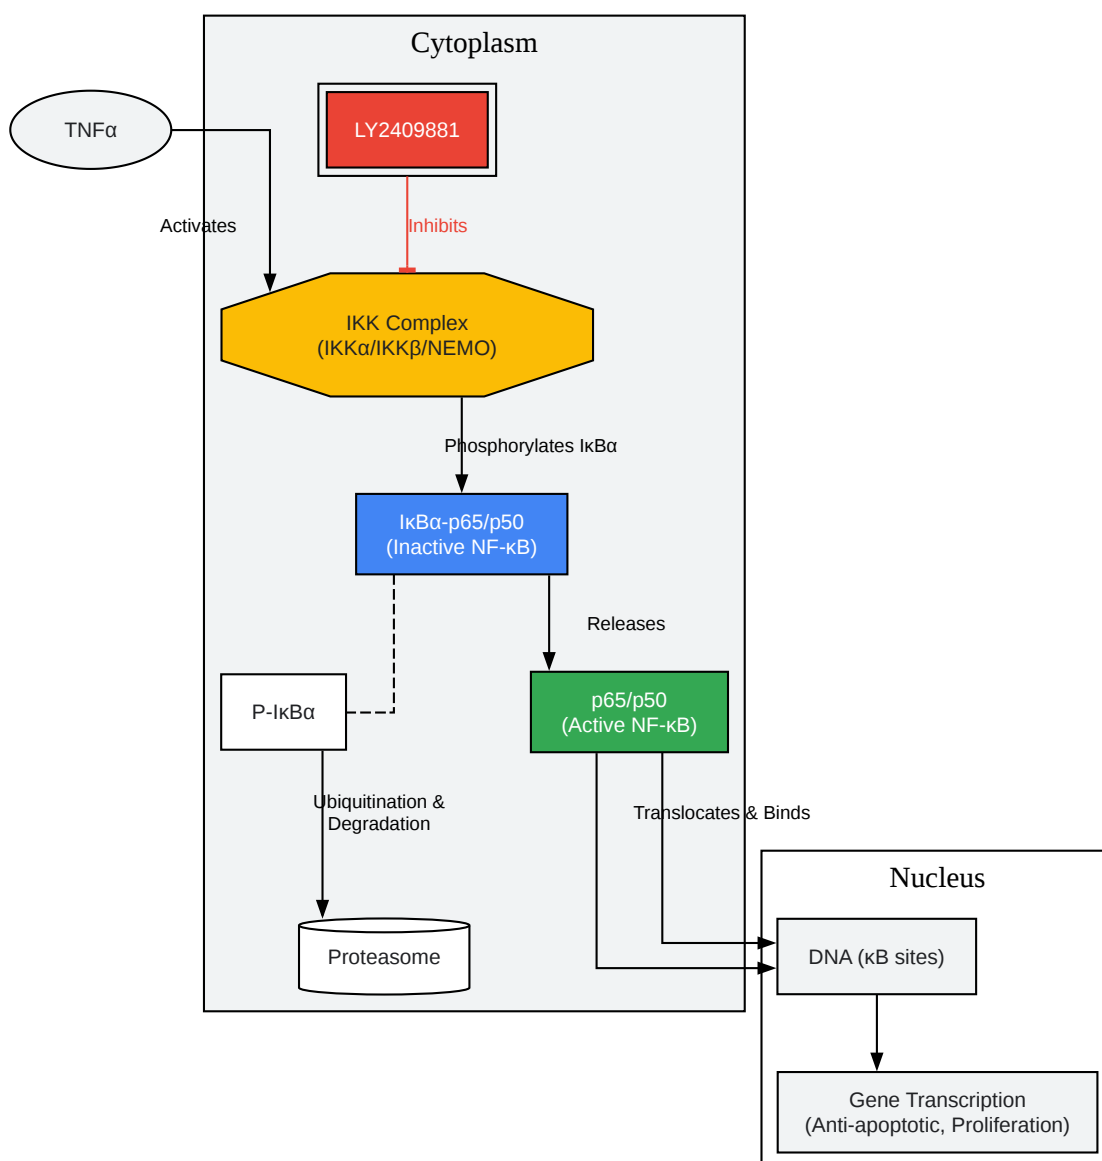 Cytoplasm
TNFα
LY2409881
Activates
Inhibits
IKK Complex
(IKKα/IKKβ/NEMO)
Phosphorylates IκBα
IκBα-p65/p50
(Inactive NF-κB)
Releases
P-IκBα
p65/p50
(Active NF-κB)
Ubiquitination &
Degradation
Translocates & Binds
Nucleus
Proteasome
DNA (κB sites)
Gene Transcription
(Anti-apoptotic, Proliferation)